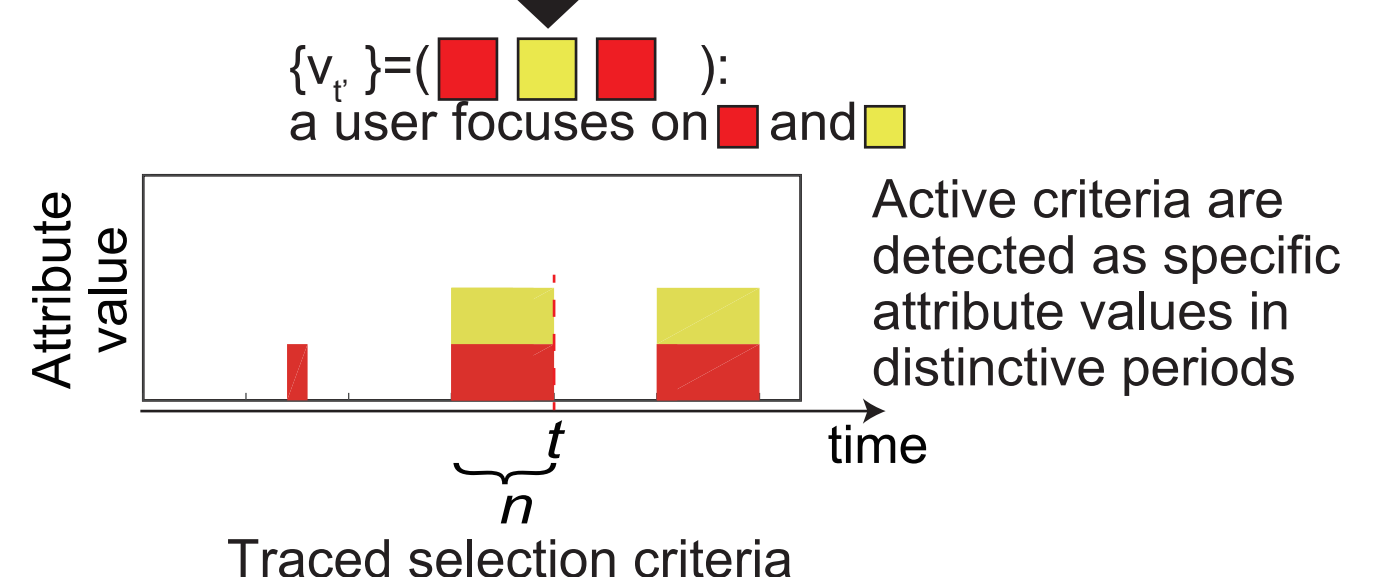 {v_t' }=( ):
a user focuses on and
Attribute
value
Active criteria are
detected as specific
attribute values in
distinctive periods
t
time
n
Traced selection criteria